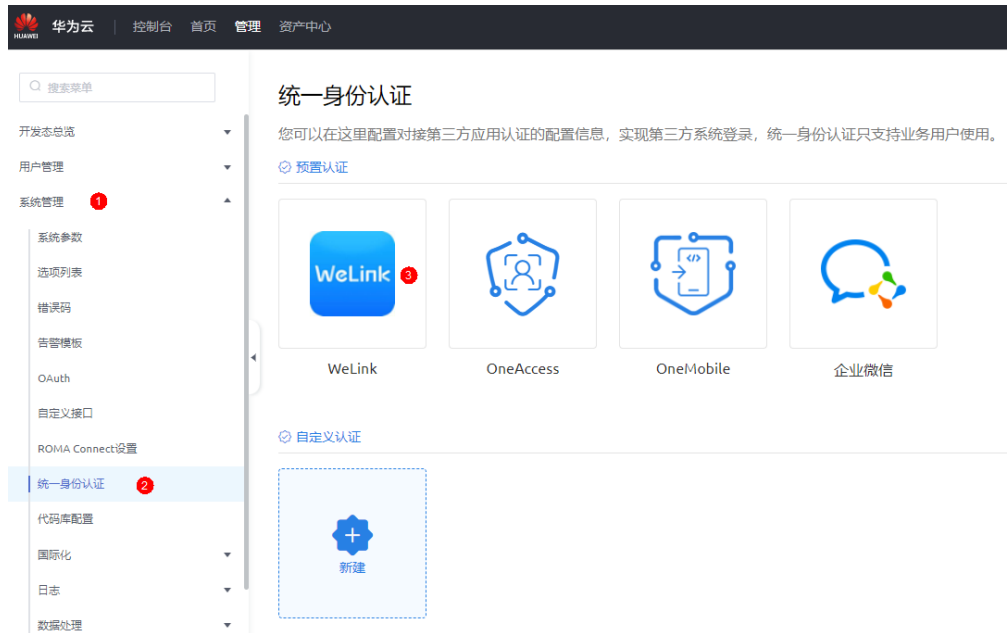 HUAWEI 华为云 控制台 首页 管理 资产中心
搜索菜单
开发态总览
用户管理
系统管理 1
系统参数
选项列表
错误码
告警模板
OAuth
自定义接口
ROMA Connect设置
统一身份认证 2
代码库配置
国际化
日志
数据处理
统一身份认证
您可以在这里配置对接第三方应用认证的配置信息，实现第三方系统登录，统一身份认证只支持业务用户使用。
预置认证
WeLink 3
</>
WeLink OneAccess OneMobile 企业微信
自定义认证
新建